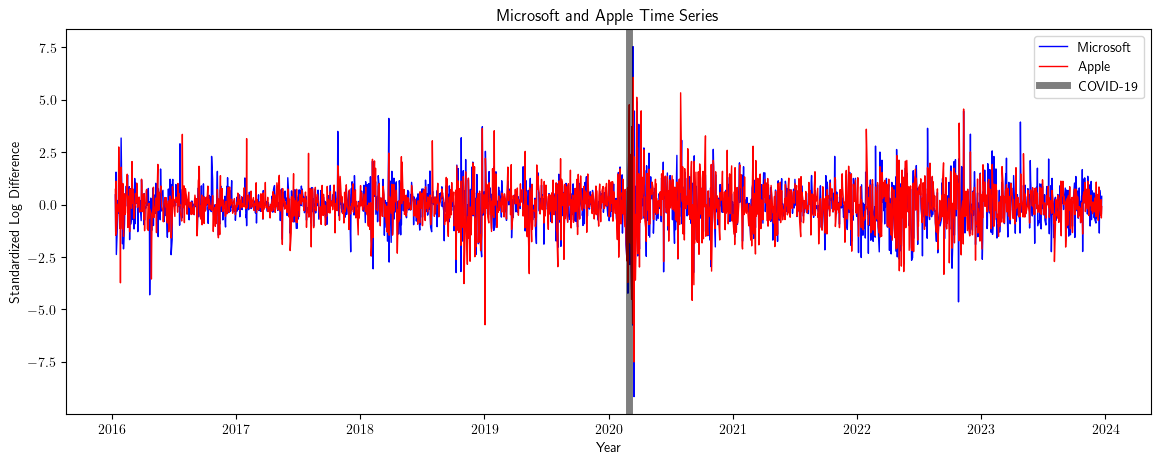 Microsoft and Apple Time Series
Standardized Log Difference
7.5
5.0
2.5
0.0
−2.5
−5.0
−7.5
Microsoft
Apple
COVID-19
2016 2017 2018 2019 2020 2021 2022 2023 2024
Year